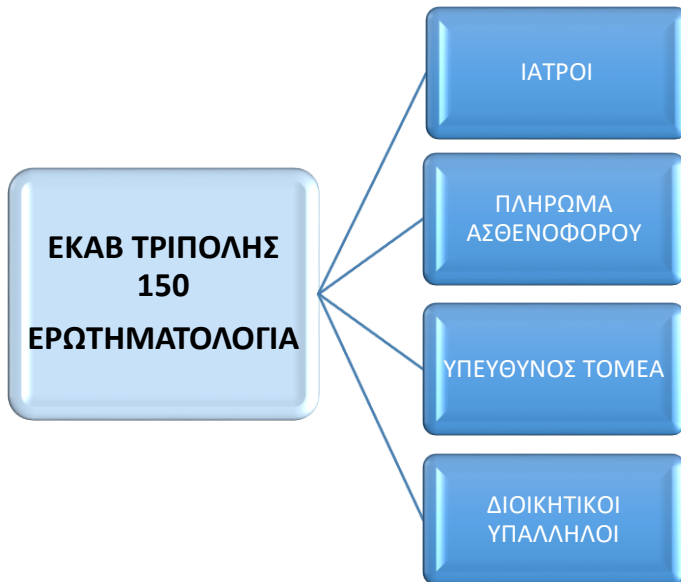 ΕΚΑΒ ΤΡΙΠΟΛΗΣ
150
ΕΡΩΤΗΜΑΤΟΛΟΓΙΑ
ΙΑΤΡΟΙ
ΠΛΗΡΩΜΑ
ΑΣΘΕΝΟΦΟΡΟΥ
ΥΠΕΥΘΥΝΟΣ ΤΟΜΕΑ
ΔΙΟΙΚΗΤΙΚΟΙ
ΥΠΑΛΛΗΛΟΙ